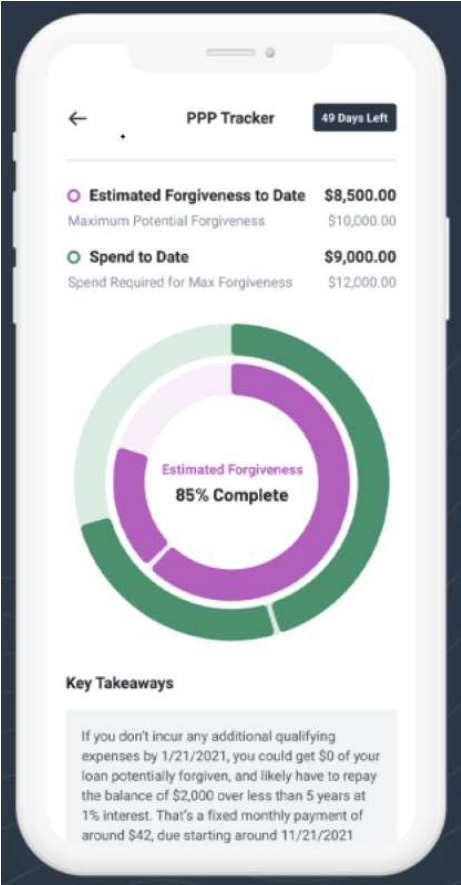 PPP Tracker
49 Days Left
Estimated Forgiveness to Date $8,500.00
Maximum Potential Forgiveness $10,000.00
Spend to Date $9,000.00
Spend Required for Max Forgiveness $12,000.00
Estimated Forgiveness
85% Complete
Key Takeaways
If you don't incur any additional qualifying
expenses by 1/21/2021, you could get $0 of your
loan potentially forgiven, and likely have to repay
the balance of $2,000 over less than 5 years at
1% interest. That's a fixed monthly payment of
around $42, due starting around 11/21/2021